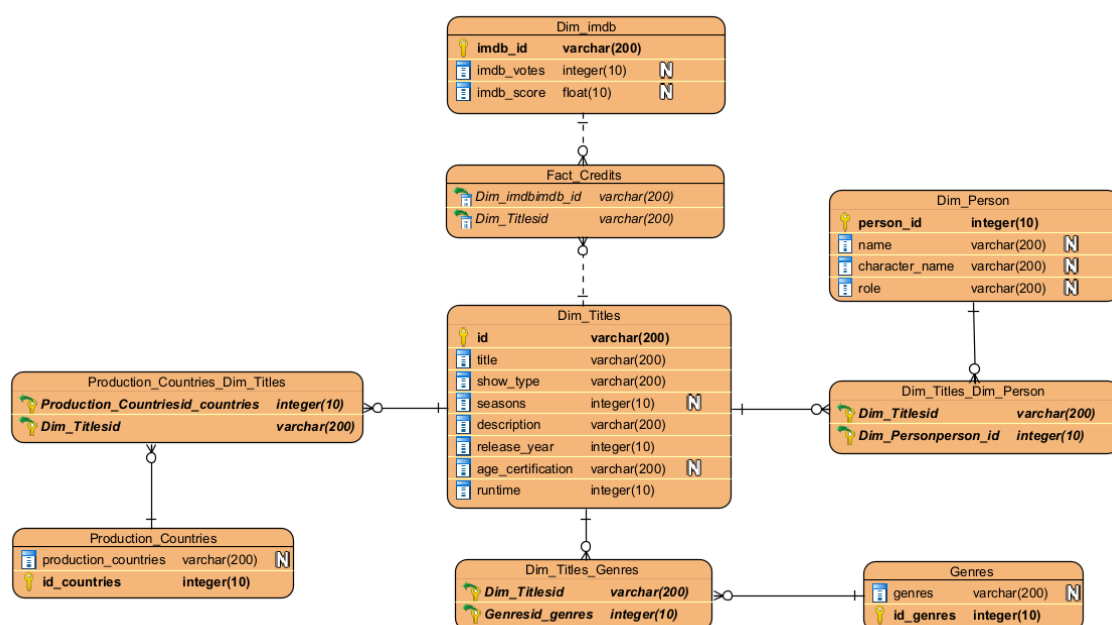 Dim_imdb
imdb_id varchar(200)
imdb_votes integer(10) N
imdb_score float(10) N
Fact_Credits
Dim_imdbimdb_id varchar(200)
Dim_Titlesid varchar(200)
Dim_Person
person_id integer(10)
name varchar(200) N
character_name varchar(200) N
role varchar(200) N
Dim_Titles
id varchar(200)
title varchar(200)
show_type varchar(200)
seasons integer(10) N
description varchar(200)
release_year integer(10)
age_certification varchar(200) N
runtime integer(10)
Production_Countries_Dim_Titles
Production_Countriesid_countries integer(10)
Dim_Titlesid varchar(200)
Dim_Titles_Dim_Person
Dim_Titlesid varchar(200)
Dim_Personperson_id integer(10)
Production_Countries
production_countries varchar(200) N
id_countries integer(10)
Dim_Titles_Genres
Dim_Titlesid varchar(200)
Genresid_genres integer(10)
Genres
genres varchar(200) N
id_genres integer(10)